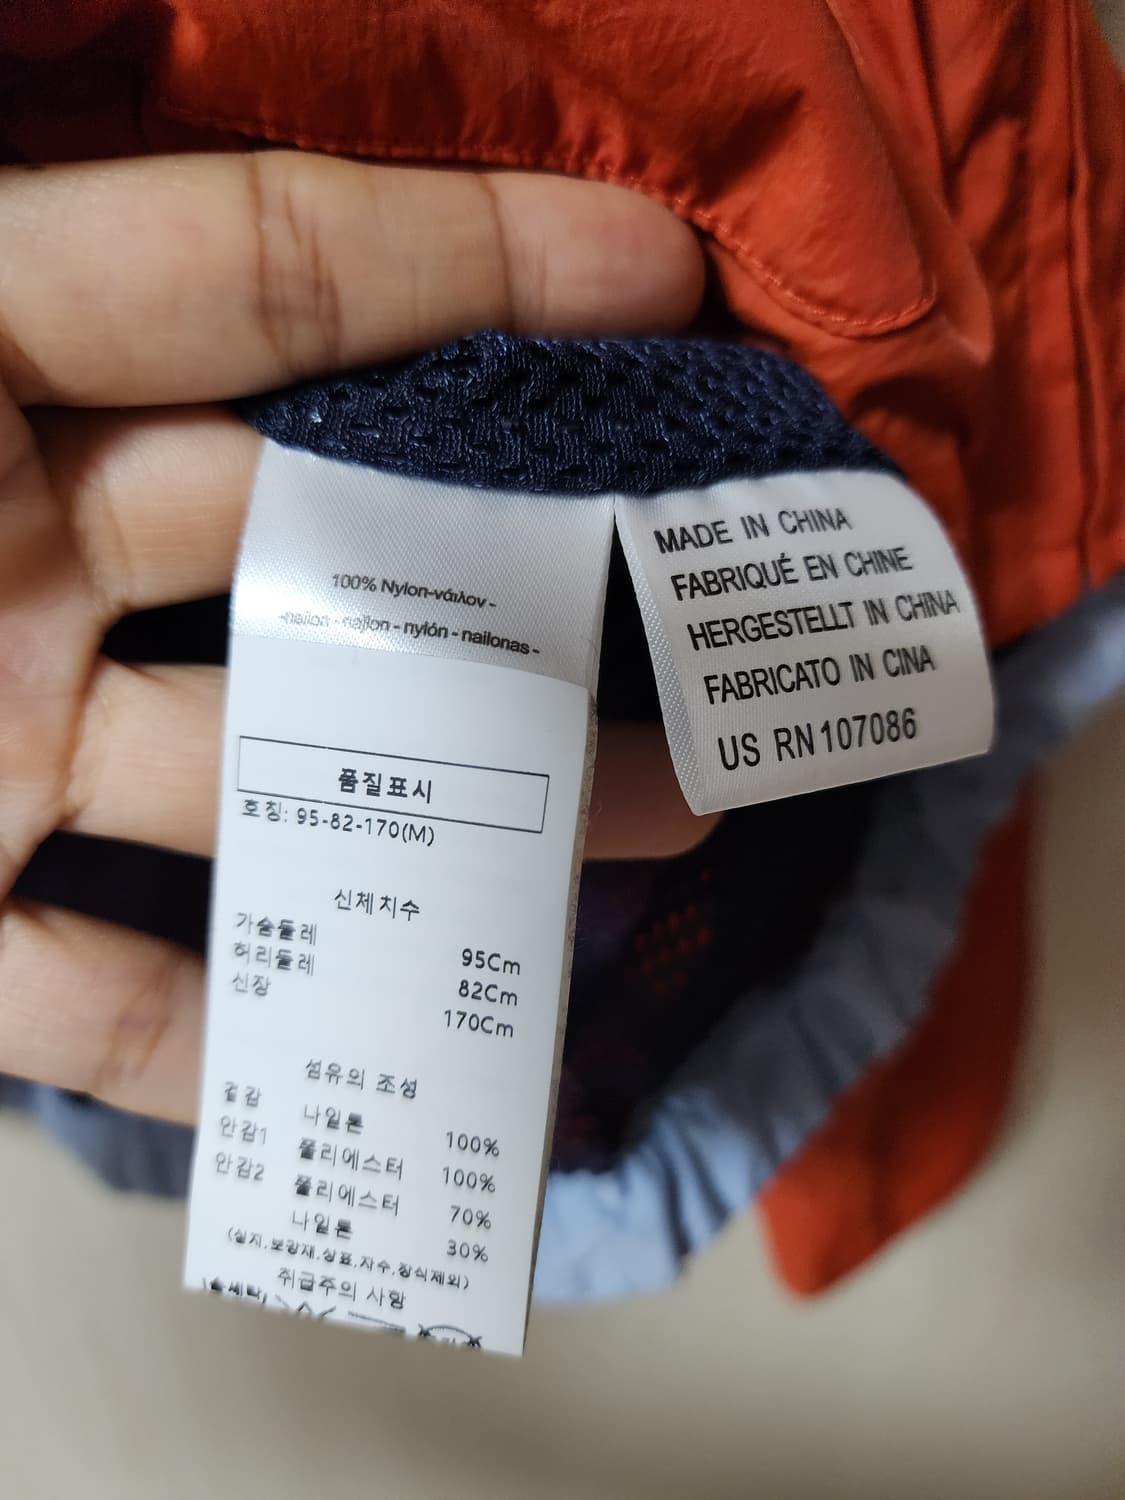 100% Nylon-νάιλον -
-nailon - najlon - nylón - nailonas -
품질표시
호칭: 95-82-170(M)
신체치수
가슴둘레 95Cm
허리둘레 82Cm
신장 170Cm
섬유의 조성
겉감 나일론 100%
안감1 폴리에스터 100%
안감2 폴리에스터 70%
나일론 30%
(심지,보강재,상표,자수,장식제외)
취급주의 사항
MADE IN CHINA
FABRIQUÉ EN CHINE
HERGESTELLT IN CHINA
FABRICATO IN CINA
US RN 107086